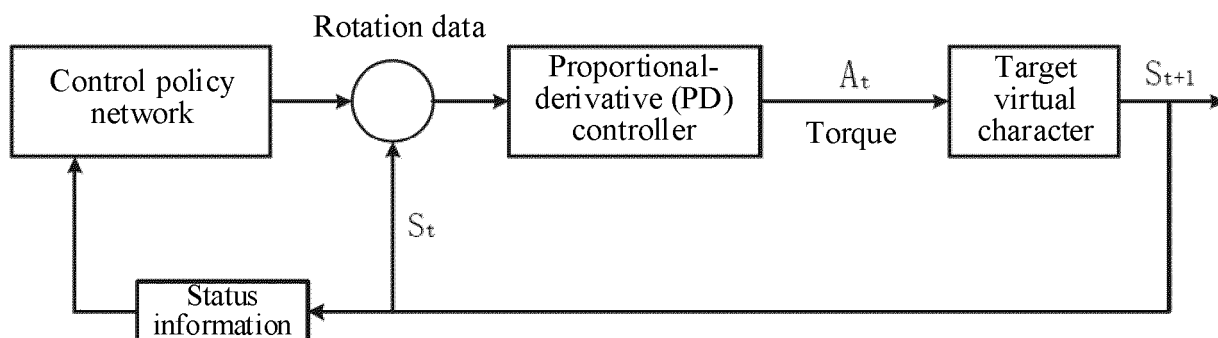 Rotation data
Control policy
network
Proportional-
derivative (PD)
controller
At
Torque
Target
virtual
character
St+1
St
Status
information